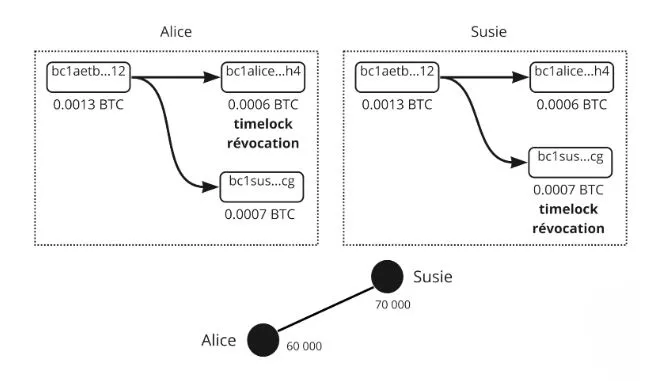 Alice
Susie
bc1aetb...12
bc1alice...h4
0.0013 BTC
0.0006 BTC
timelock
révocation
bc1sus...cg
0.0007 BTC
bc1aetb...12
bc1alice...h4
0.0013 BTC
0.0006 BTC
bc1sus...cg
0.0007 BTC
timelock
révocation
Susie
70 000
Alice
60 000